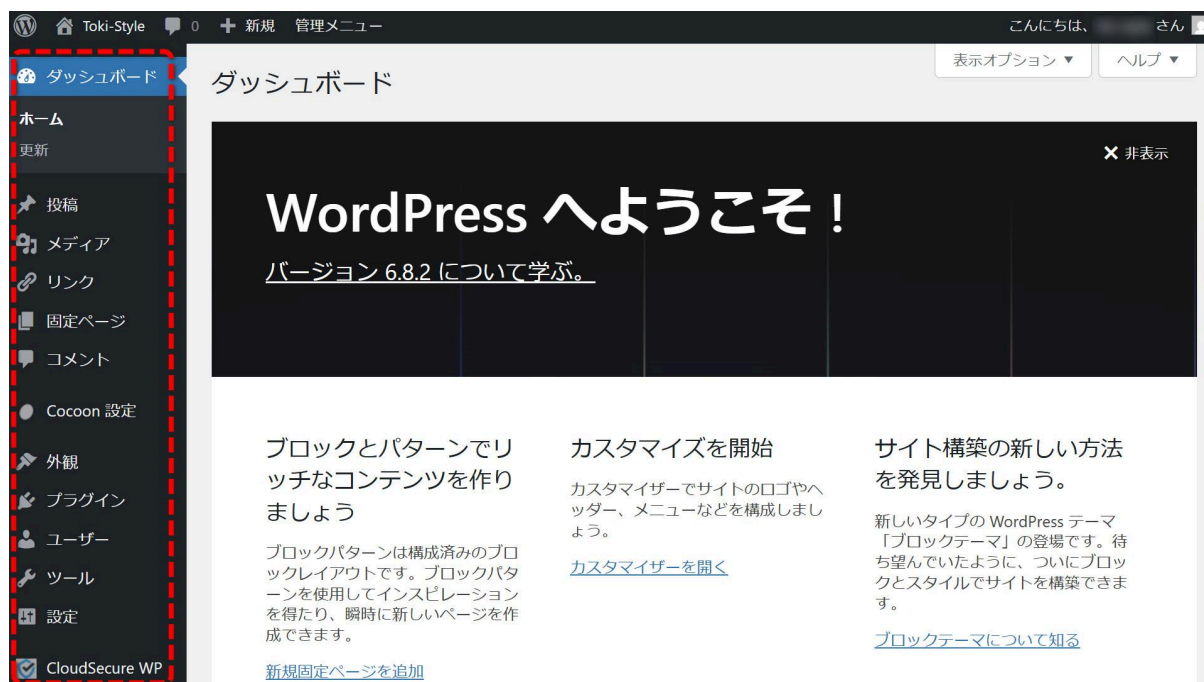 Toki-Style 0 新規 管理メニュー こんにちは、 さん
表示オプション ▼ ヘルプ ▼
ダッシュボード
ホーム
更新
投稿
メディア
リンク
固定ページ
コメント
Cocoon 設定
外観
プラグイン
ユーザー
ツール
設定
CloudSecure WP
ダッシュボード
非表示
WordPress へようこそ !
バージョン 6.8.2 について学ぶ。
ブロックとパターンでリ
ッチなコンテンツを作り
ましょう
ブロックパターンは構成済みのブロ
ックレイアウトです。ブロックパタ
ーンを使用してインスピレーション
を得たり、瞬時に新しいページを作
成できます。
新規固定ページを追加
カスタマイズを開始
カスタマイザーでサイトのロゴやヘ
ッダー、メニューなどを構成しまし
ょう。
カスタマイザーを開く
サイト構築の新しい方法
を発見しましょう。
新しいタイプの WordPress テーマ
「ブロックテーマ」の登場です。待
ち望んでいたように、ついにブロッ
クとスタイルでサイトを構築できま
す。
ブロックテーマについて知る